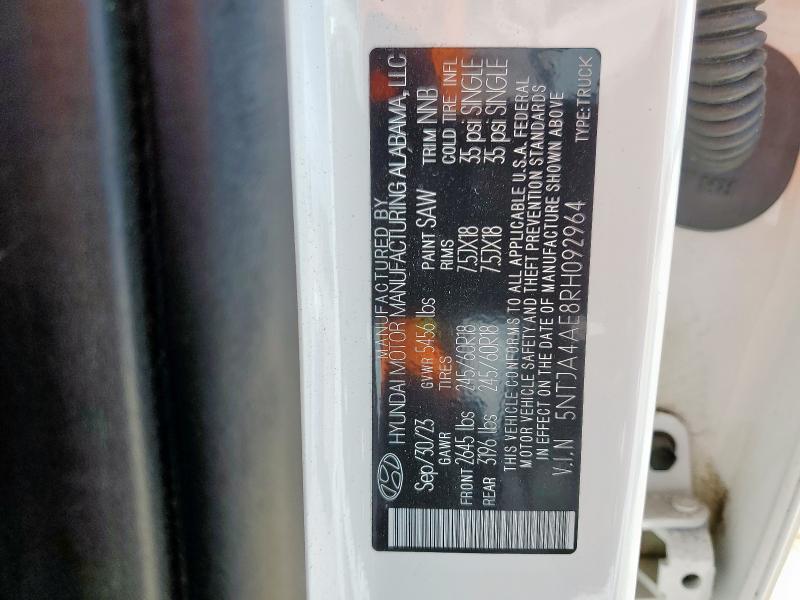 MANUFACTURED BY
HYUNDAI MOTOR MANUFACTURING ALABAMA, LLC
Sep/30/23 GVWR 5456 lbs PAINT SAW TRIM NNB
GAWR TIRES RIMS COLD TIRE INFL
FRONT 2645 lbs 245/60R18 7.5JX18 35 psi SINGLE
REAR 3196 lbs 245/60R18 7.5JX18 35 psi SINGLE
THIS VEHICLE CONFORMS TO ALL APPLICABLE U.S.A. FEDERAL
MOTOR VEHICLE SAFETY AND THEFT PREVENTION STANDARDS
IN EFFECT ON THE DATE OF MANUFACTURE SHOWN ABOVE
V.I.N 5NTJA4AE8RH092964 TYPE:TRUCK